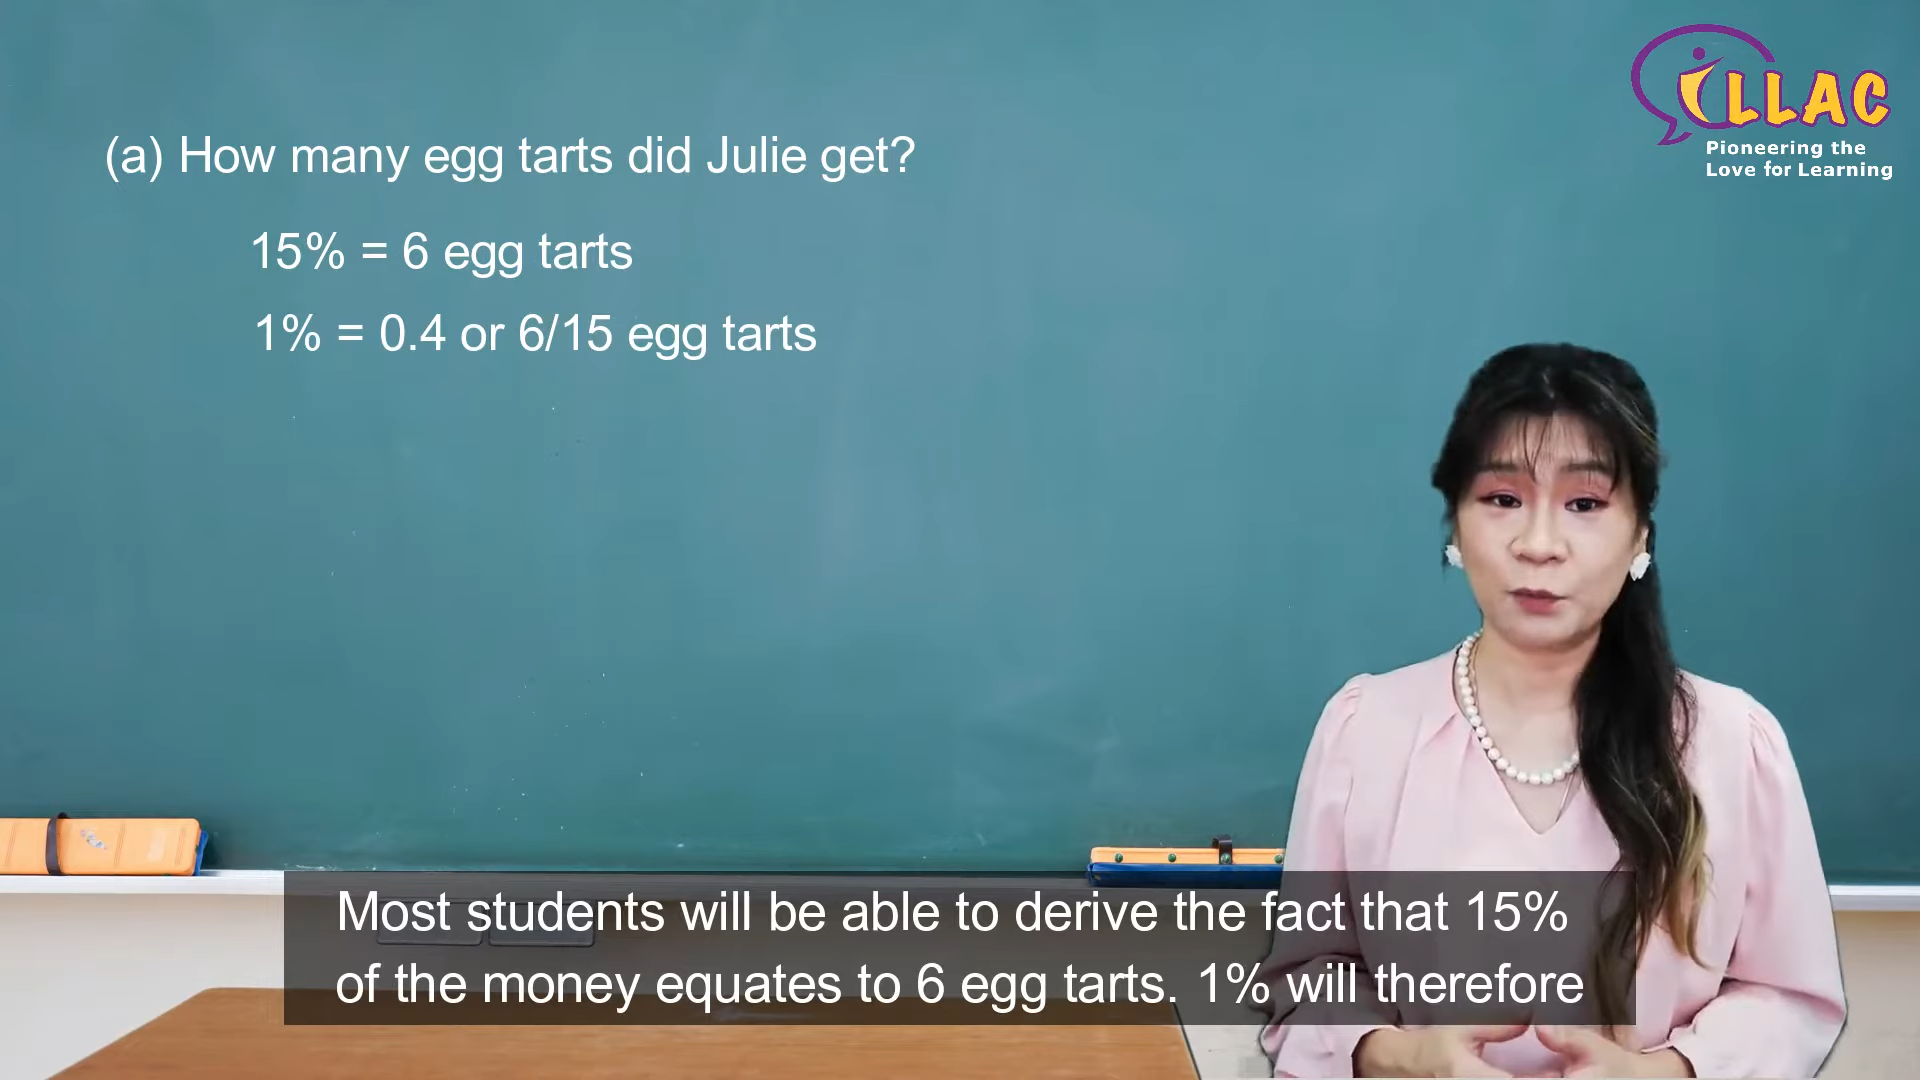 iLLAC
Pioneering the
Love for Learning
(a) How many egg tarts did Julie get?
15% = 6 egg tarts
1% = 0.4 or 6/15 egg tarts
Most students will be able to derive the fact that 15%
of the money equates to 6 egg tarts. 1% will therefore